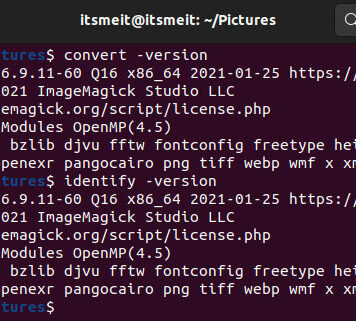 itsmeit@itsmeit: ~/Pictures
tures$ convert -version
6.9.11-60 Q16 x86_64 2021-01-25 https:/
021 ImageMagick Studio LLC
emagick.org/script/license.php
Modules OpenMP(4.5)
bzlib djvu fftw fontconfig freetype hei
penexr pangocairo png tiff webp wmf x xm
tures$ identify -version
6.9.11-60 Q16 x86_64 2021-01-25 https:/
021 ImageMagick Studio LLC
emagick.org/script/license.php
Modules OpenMP(4.5)
bzlib djvu fftw fontconfig freetype hei
penexr pangocairo png tiff webp wmf x xm
tures$